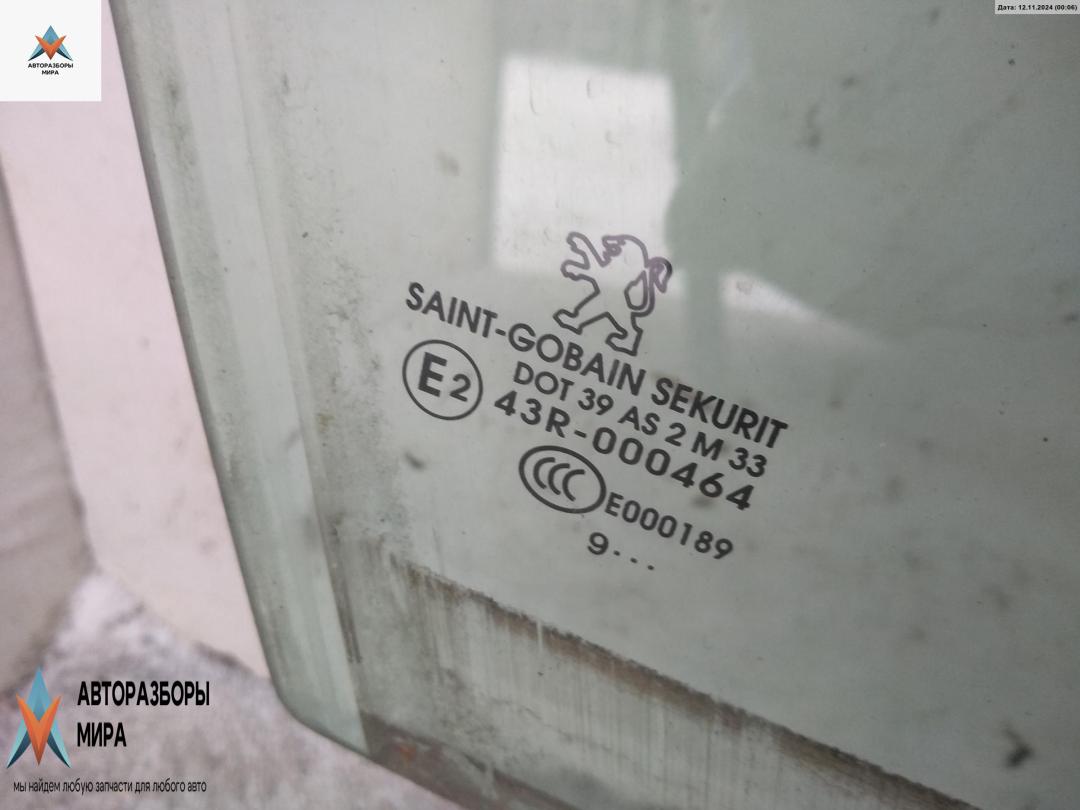 Дата: 12.11.2024 (00:06)
АВТОРАЗБОРЫ
МИРА
SAINT-GOBAIN SEKURIT
DOT 39 AS 2 M 33
E2
43R-000464
CCC E000189
9...
АВТОРАЗБОРЫ
МИРА
мы найдем любую запчасти для любого авто